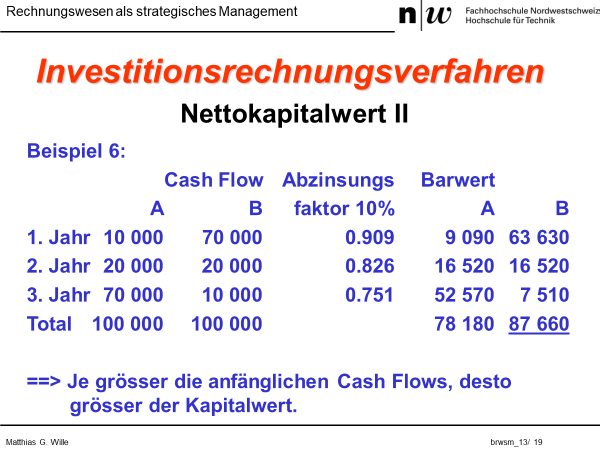 Rechnungswesen als strategisches Management
n|w Fachhochschule Nordwestschweiz
Hochschule für Technik
Investitionsrechnungsverfahren
Nettokapitalwert II
Beispiel 6:
Cash Flow Abzinsungs Barwert
A B faktor 10% A B
1. Jahr 10 000 70 000 0.909 9 090 63 630
2. Jahr 20 000 20 000 0.826 16 520 16 520
3. Jahr 70 000 10 000 0.751 52 570 7 510
Total 100 000 100 000 78 180 87 660
==> Je grösser die anfänglichen Cash Flows, desto
grösser der Kapitalwert.
Matthias G. Wille brwsm_13/ 19